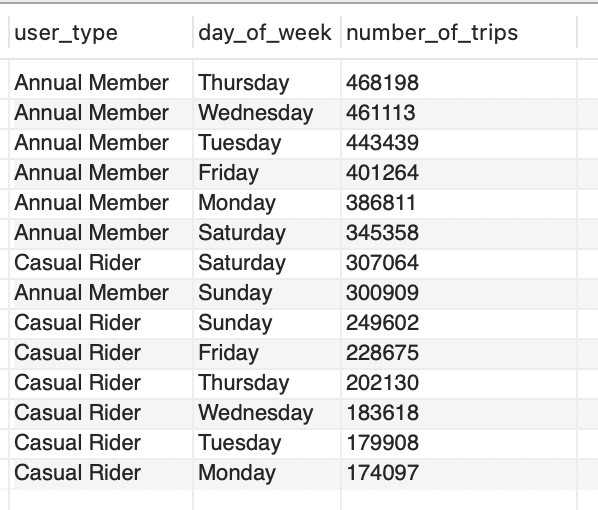 user_type day_of_week number_of_trips
Annual Member Thursday 468198
Annual Member Wednesday 461113
Annual Member Tuesday 443439
Annual Member Friday 401264
Annual Member Monday 386811
Annual Member Saturday 345358
Casual Rider Saturday 307064
Annual Member Sunday 300909
Casual Rider Sunday 249602
Casual Rider Friday 228675
Casual Rider Thursday 202130
Casual Rider Wednesday 183618
Casual Rider Tuesday 179908
Casual Rider Monday 174097